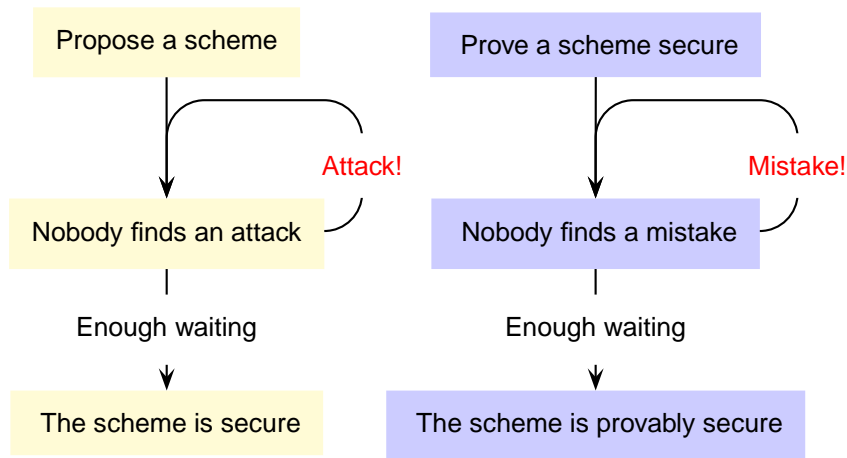 Propose a scheme
Attack!
Nobody finds an attack
Enough waiting
The scheme is secure
Prove a scheme secure
Mistake!
Nobody finds a mistake
Enough waiting
The scheme is provably secure